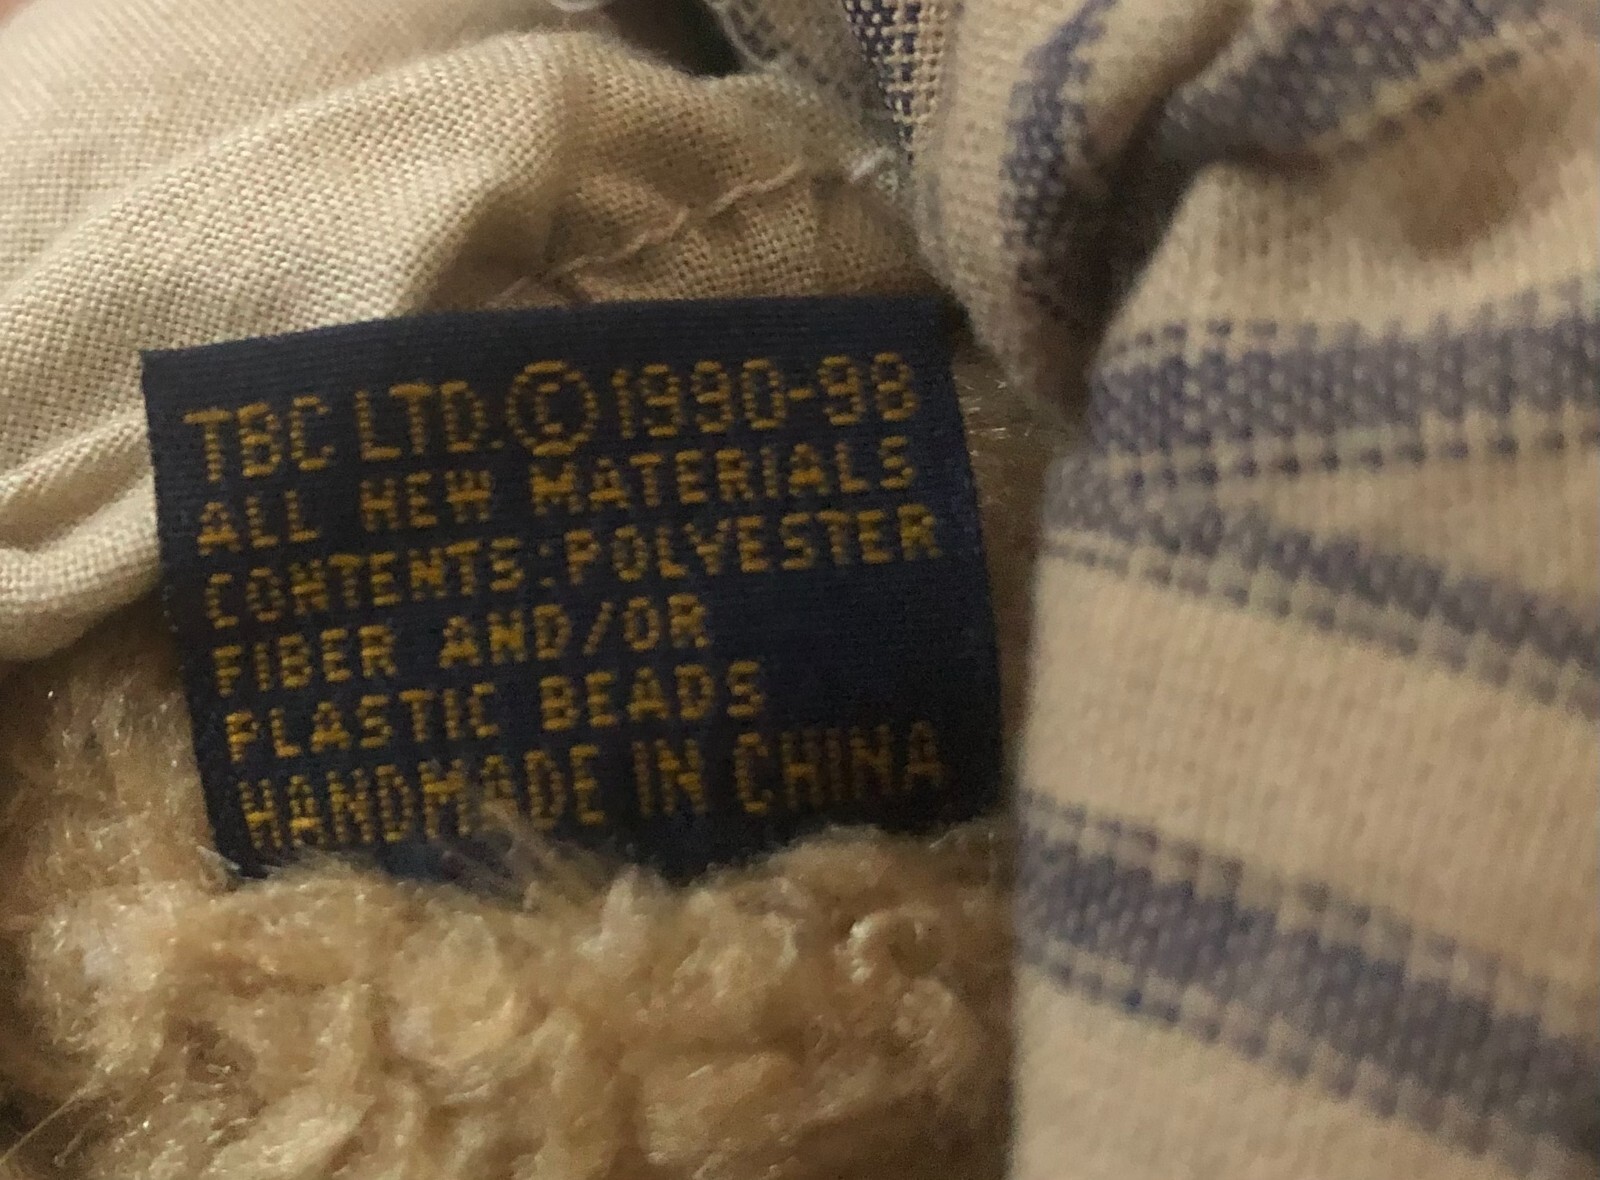 TBC LTD. © 1990-98
ALL NEW MATERIALS
CONTENTS: POLYESTER
FIBER AND/OR
PLASTIC BEADS
HANDMADE IN CHINA